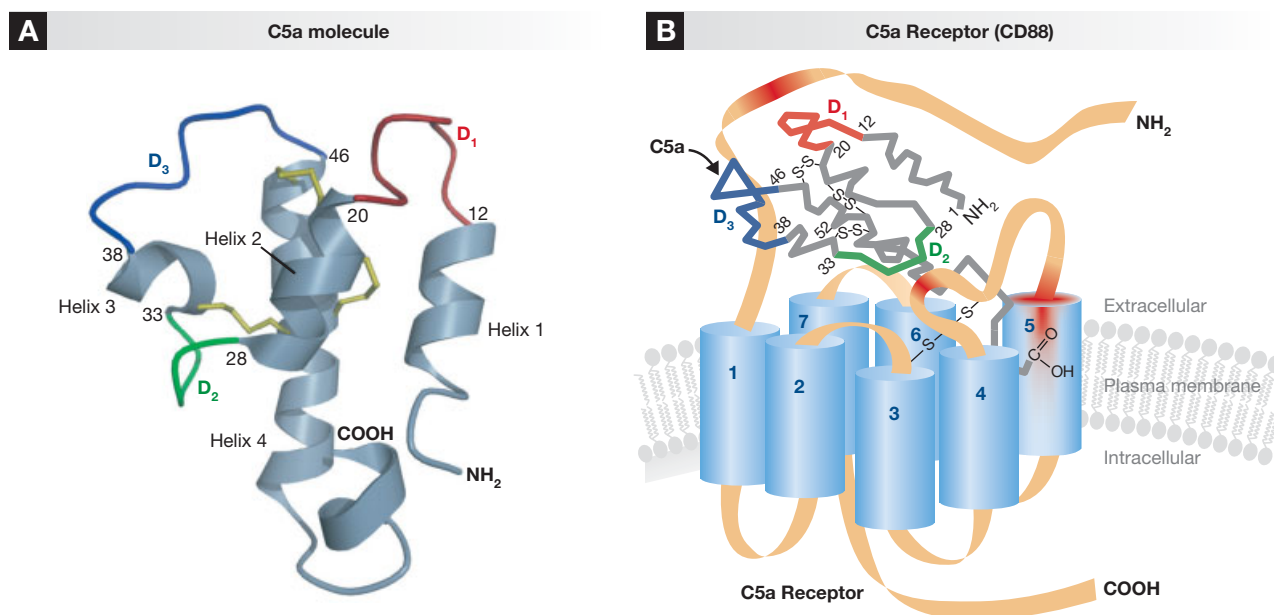 A
C5a molecule
D3
46
D1
20
12
Helix 2
38
Helix 3
33
Helix 1
28
D2
Helix 4
COOH
NH2
B
C5a Receptor (CD88)
D1
12
NH2
C5a
20
S-S
46
1
NH2
S-S
D3
38
52
28
S-S
D2
33
7
6
5
Extracellular
S
S
C
O
OH
1
2
3
4
Plasma membrane
Intracellular
C5a Receptor
COOH